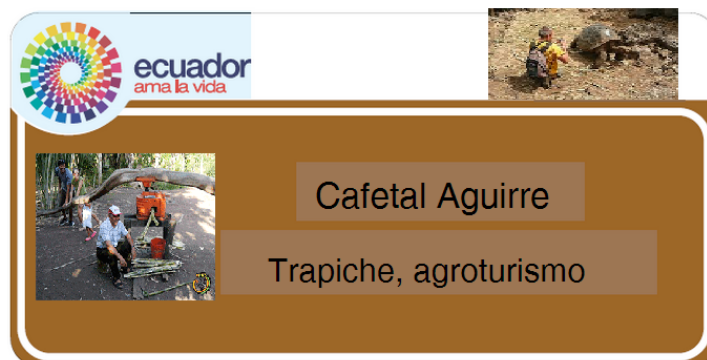 ecuador
ama la vida
Cafetal Aguirre
Trapiche, agroturismo